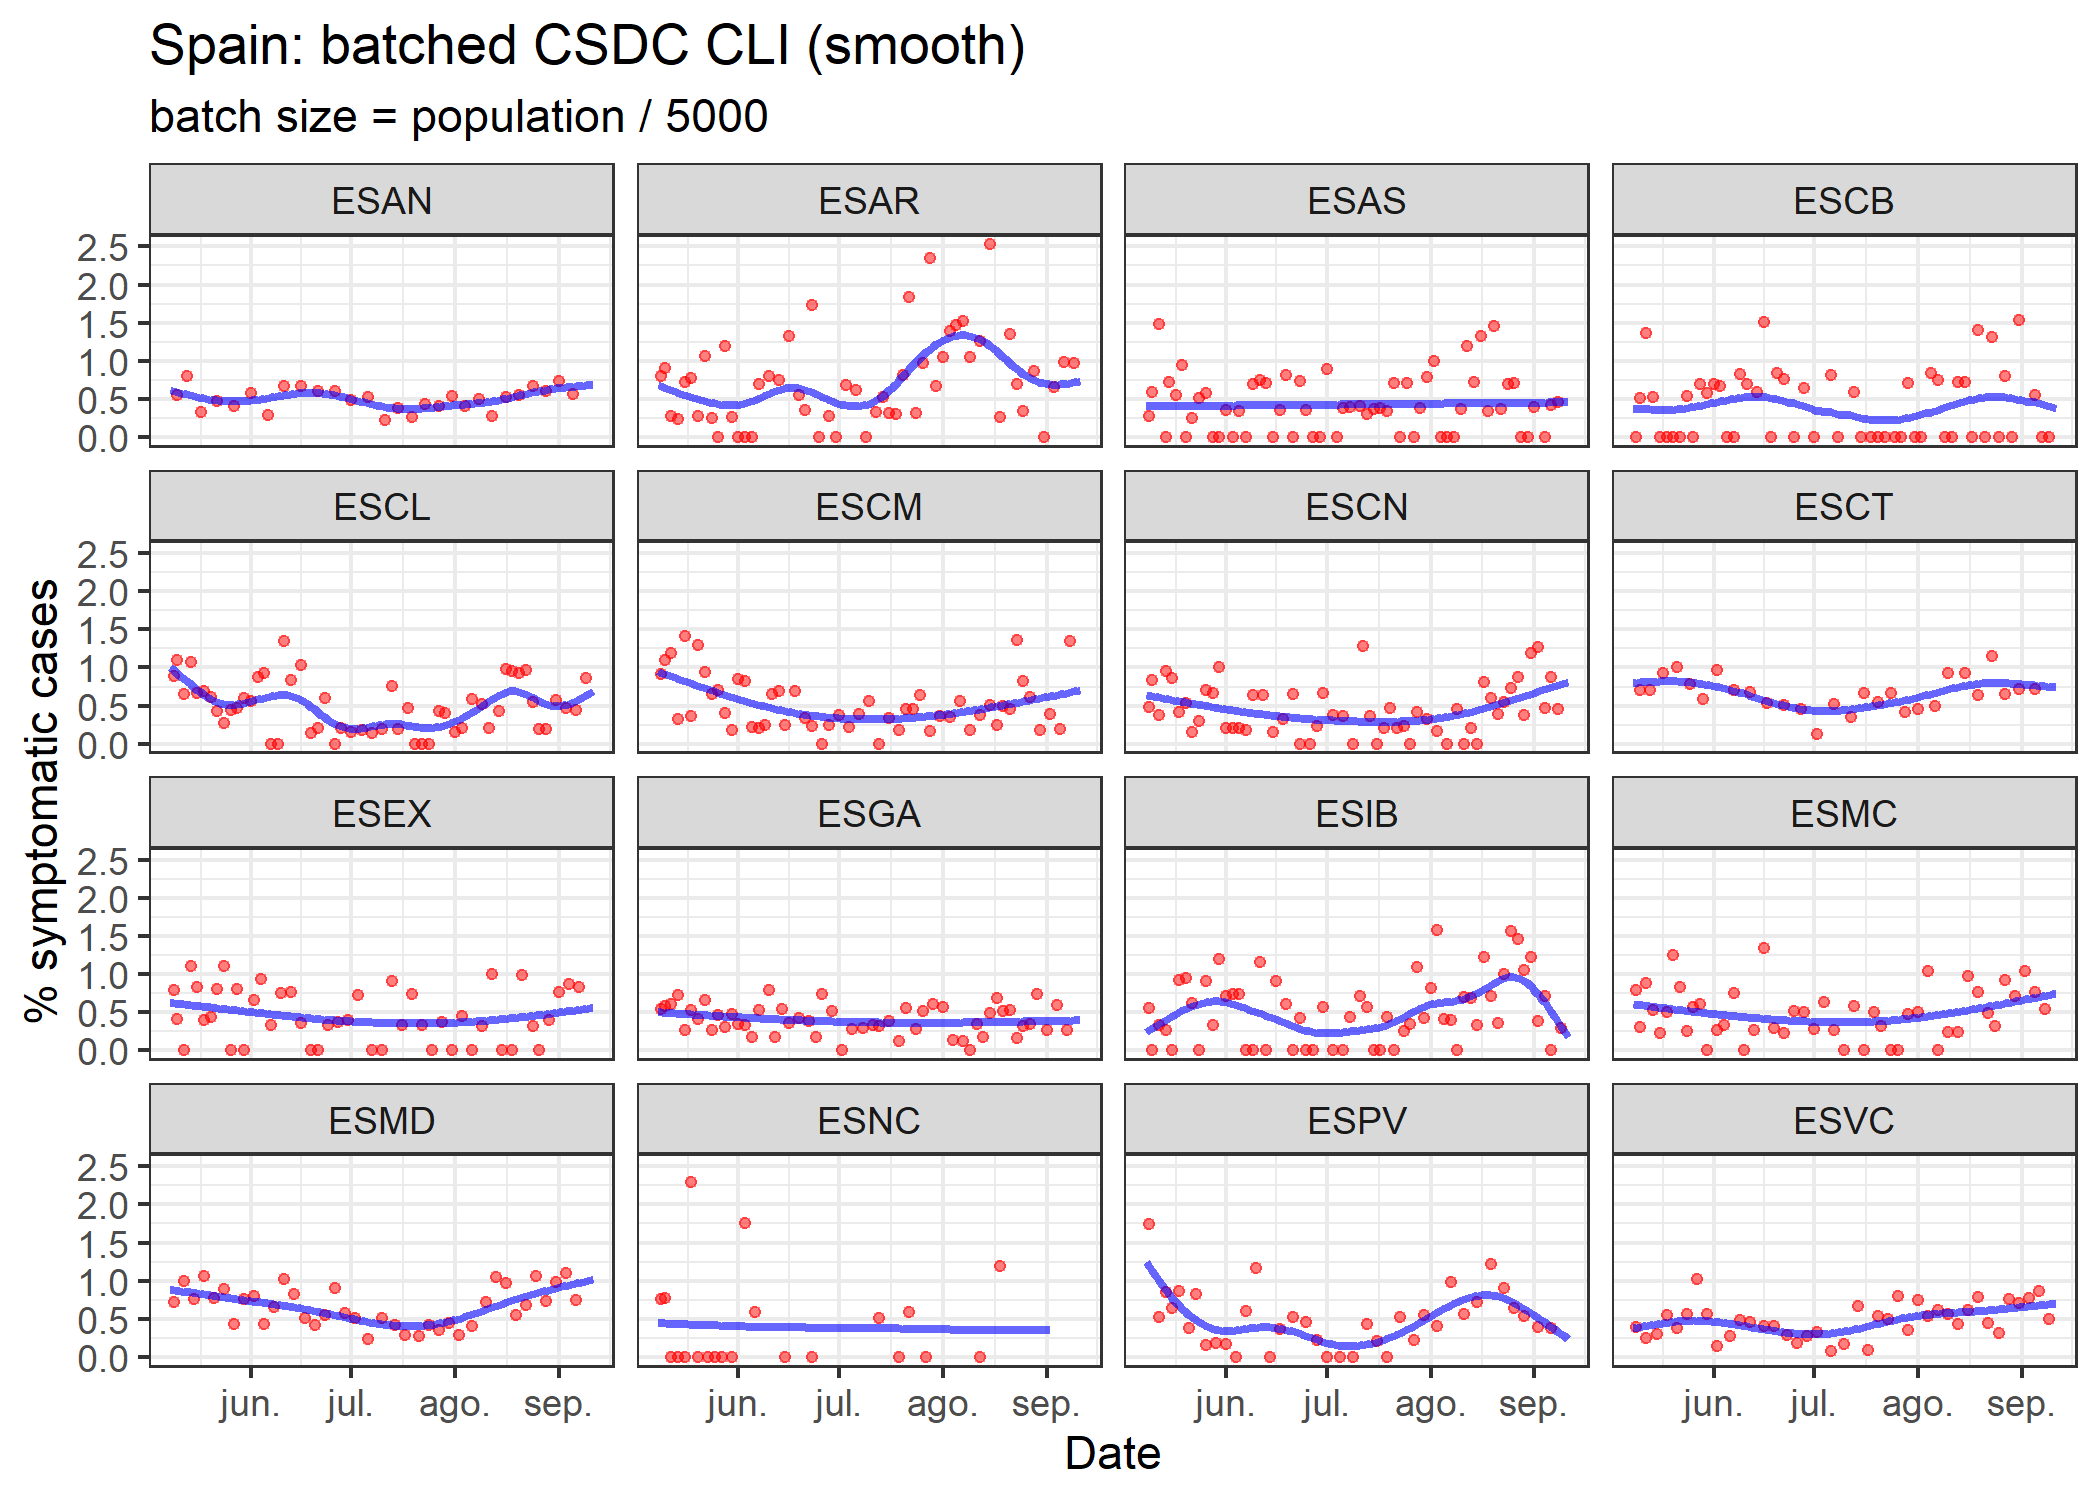 Spain: batched CSDC CLI (smooth)
batch size = population / 5000
ESAN ESAR ESAS ESCB
2.5
2.0
1.5
1.0
0.5
0.0
ESCL ESCM ESCN ESCT
2.5
2.0
1.5
1.0
0.5
0.0
ESEX ESGA ESIB ESMC
2.5
2.0
1.5
1.0
0.5
0.0
ESMD ESNC ESPV ESVC
2.5
2.0
1.5
1.0
0.5
0.0
% symptomatic cases
jun. jul. ago. sep. jun. jul. ago. sep. jun. jul. ago. sep. jun. jul. ago. sep.
Date